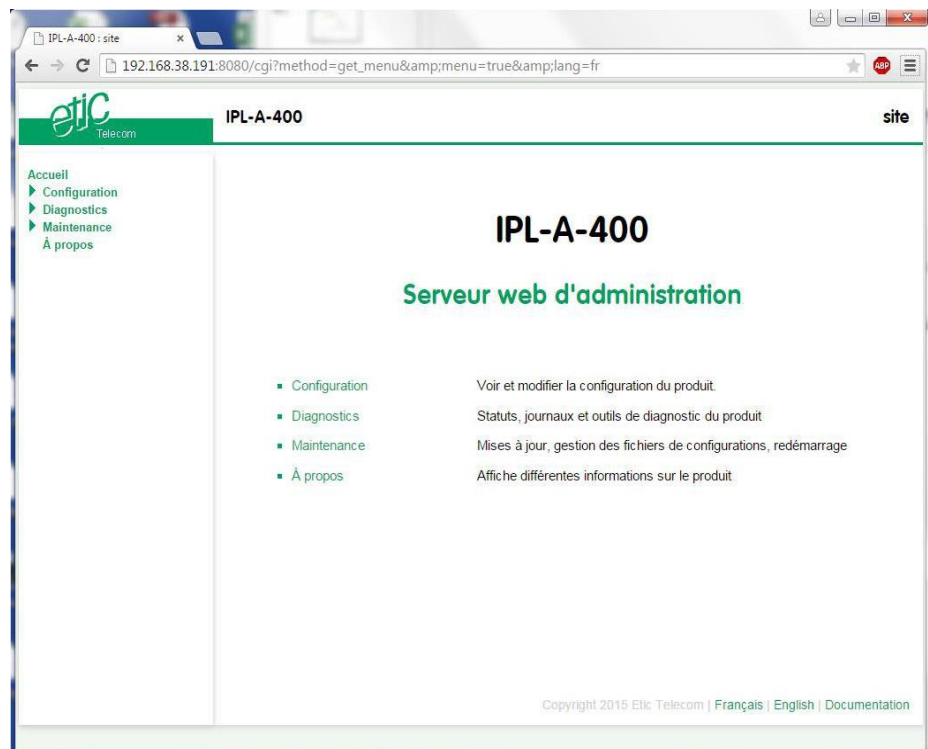 IPL-A-400 : site
192.168.38.191:8080/cgi?method=get_menu&amp;menu=true&amp;lang=fr
ABP
etic
Telecom
IPL-A-400
site
Accueil
Configuration
Diagnostics
Maintenance
À propos
IPL-A-400
Serveur web d'administration
Configuration Voir et modifier la configuration du produit.
Diagnostics Statuts, journaux et outils de diagnostic du produit
Maintenance Mises à jour, gestion des fichiers de configurations, redémarrage
À propos Affiche différentes informations sur le produit
Copyright 2015 Etic Telecom | Français | English | Documentation